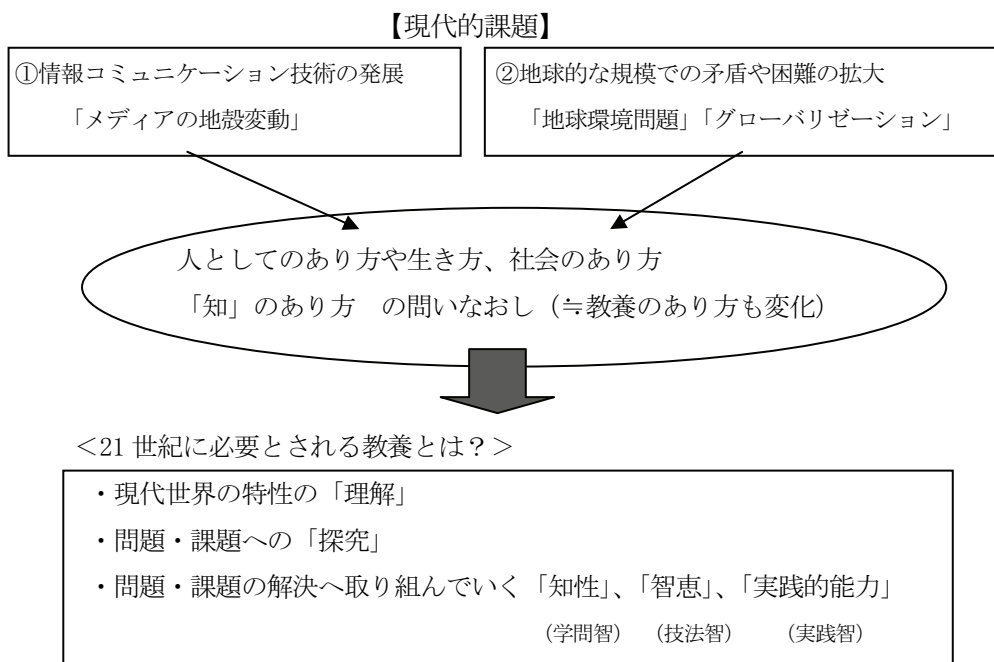 【現代的課題】
①情報コミュニケーション技術の発展
「メディアの地殻変動」
②地球的な規模での矛盾や困難の拡大
「地球環境問題」「グローバリゼーション」
人としてのあり方や生き方、社会のあり方
「知」のあり方　の問いなおし（≒教養のあり方も変化）
＜21 世紀に必要とされる教養とは？＞
・現代世界の特性の「理解」
・問題・課題への「探究」
・問題・課題の解決へ取り組んでいく「知性」、「智恵」、「実践的能力」
（学問智）　（技法智）　（実践智）